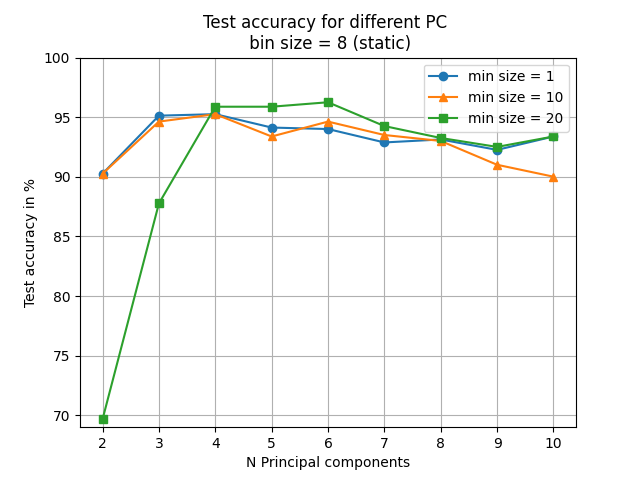 Test accuracy for different PC
bin size = 8 (static)
100
95
90
85
80
75
70
Test accuracy in %
min size = 1
min size = 10
min size = 20
2 3 4 5 6 7 8 9 10
N Principal components